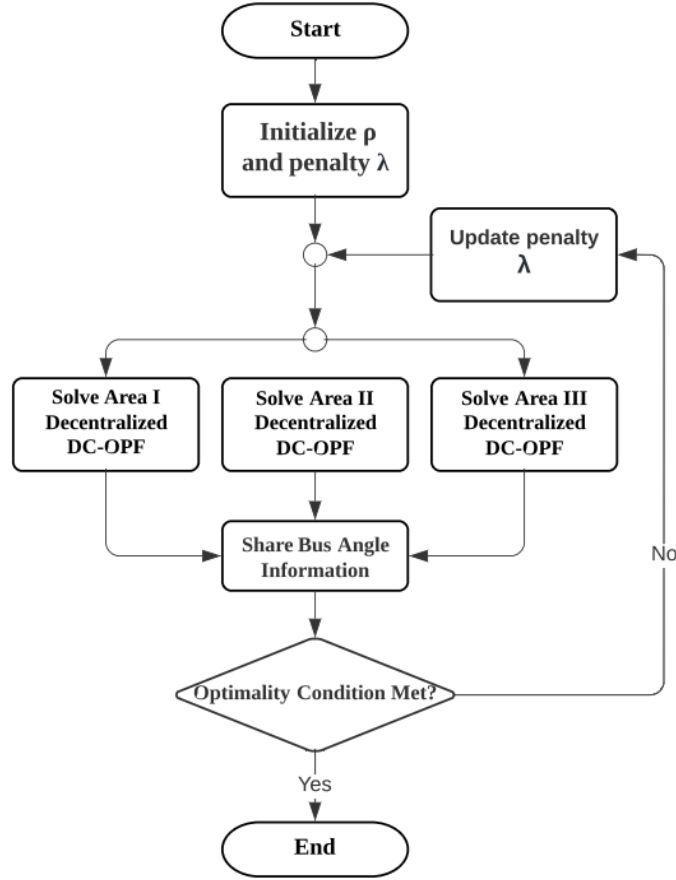 Start
Initialize ρ
and penalty λ
Update penalty
λ
Solve Area I
Decentralized
DC-OPF
Solve Area II
Decentralized
DC-OPF
Solve Area III
Decentralized
DC-OPF
Share Bus Angle
Information
No
Optimality Condition Met?
Yes
End